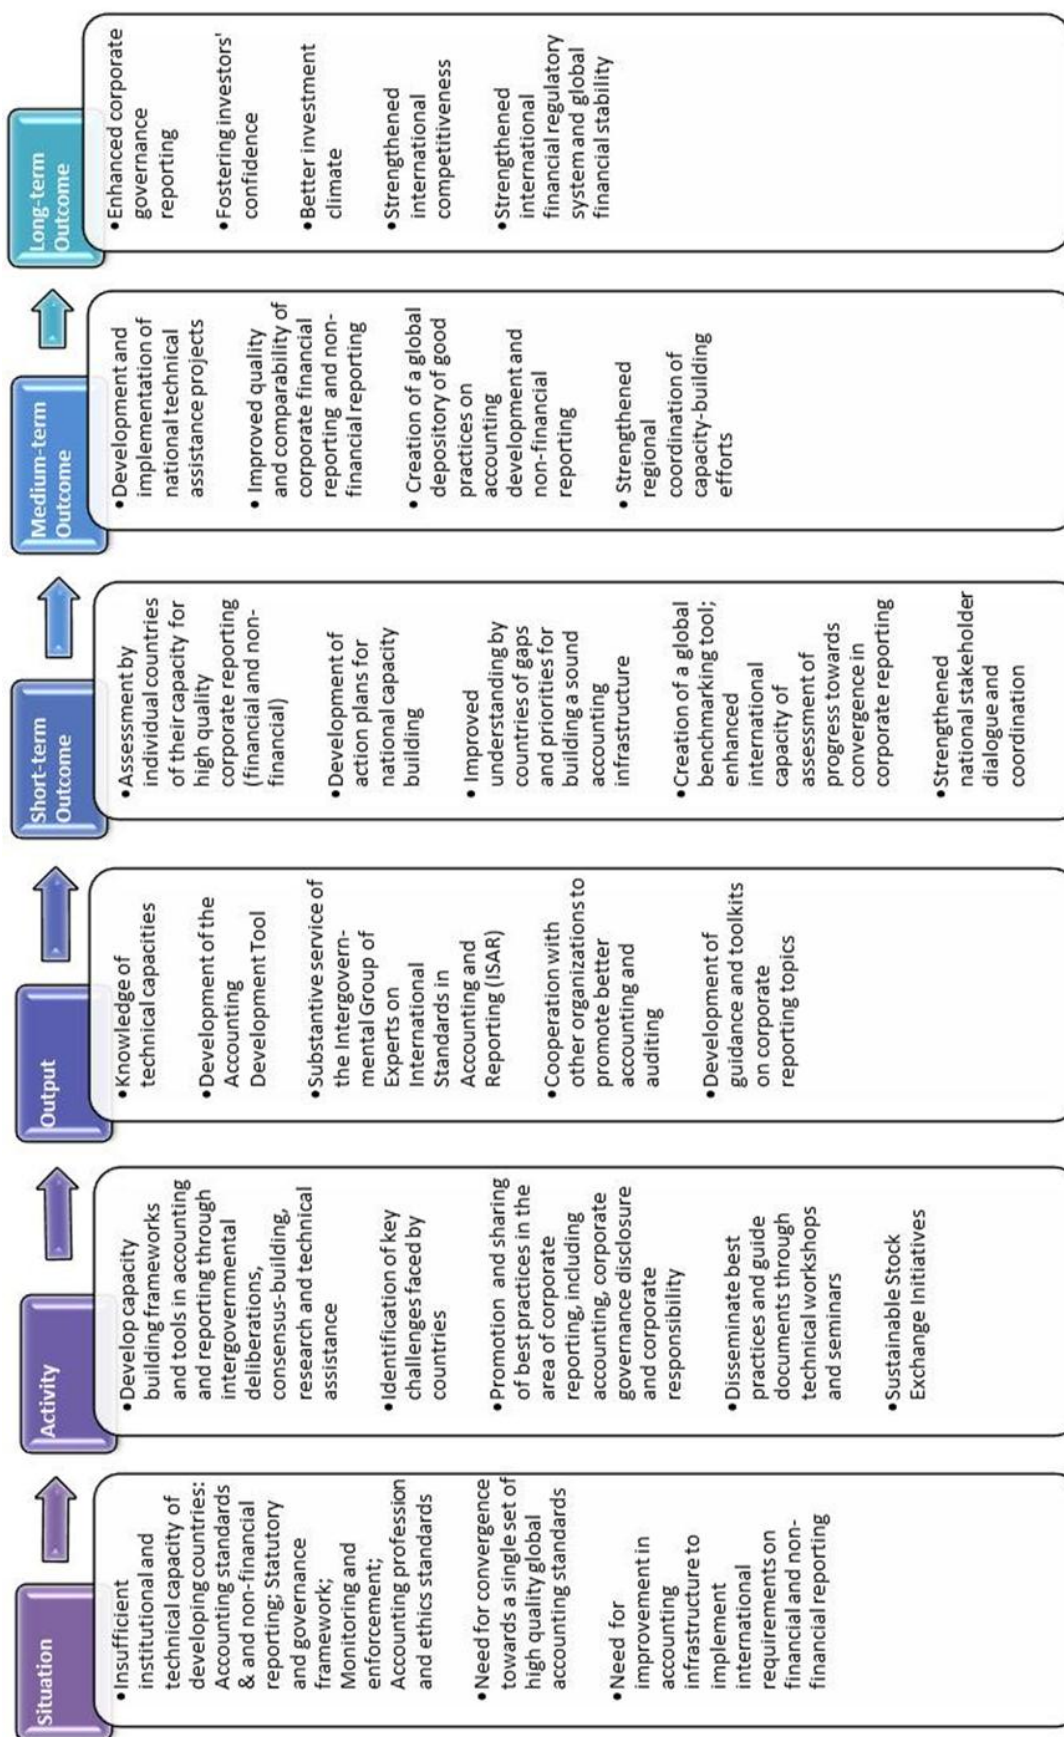 Situation
•Insufficient
institutional and
technical capacity of
developing countries:
Accounting standards
& and non-financial
reporting; Statutory
and governance
framework;
Monitoring and
enforcement;
Accounting profession
and ethics standards
•Need for convergence
towards a single set of
high quality global
accounting standards
•Need for
improvement in
accounting
infrastructure to
implement
international
requirements on
financial and non-
financial reporting
Activity
•Develop capacity
building frameworks
and tools in accounting
and reporting through
intergovernmental
deliberations,
consensus-building,
research and technical
assistance
•Identification of key
challenges faced by
countries
•Promotion and sharing
of best practices in the
area of corporate
reporting, including
accounting, corporate
governance disclosure
and corporate
responsibility
•Disseminate best
practices and guide
documents through
technical workshops
and seminars
•Sustainable Stock
Exchange Initiatives
Output
•Knowledge of
technical capacities
•Development of the
Accounting
Development Tool
•Substantive service of
the Intergovern-
mental Group of
Experts on
International
Standards in
Accounting and
Reporting (ISAR)
•Cooperation with
other organizations to
promote better
accounting and
auditing
•Development of
guidance and toolkits
on corporate
reporting topics
Short-term
Outcome
•Assessment by
individual countries
of their capacity for
high quality
corporate reporting
(financial and non-
financial)
•Development of
action plans for
national capacity
building
• Improved
understanding by
countries of gaps
and priorities for
building a sound
accounting
infrastructure
•Creation of a global
benchmarking tool;
enhanced
international
capacity of
assessment of
progress towards
convergence in
corporate reporting
•Strengthened
national stakeholder
dialogue and
coordination
Medium-term
Outcome
•Development and
implementation of
national technical
assistance projects
• Improved quality
and comparability of
corporate financial
reporting and non-
financial reporting
• Creation of a global
depository of good
practices on
accounting
development and
non-financial
reporting
• Strengthened
regional
coordination of
capacity-building
efforts
Long-term
Outcome
•Enhanced corporate
governance
reporting
•Fostering investors'
confidence
•Better investment
climate
•Strengthened
international
competitiveness
•Strengthened
international
financial regulatory
system and global
financial stability